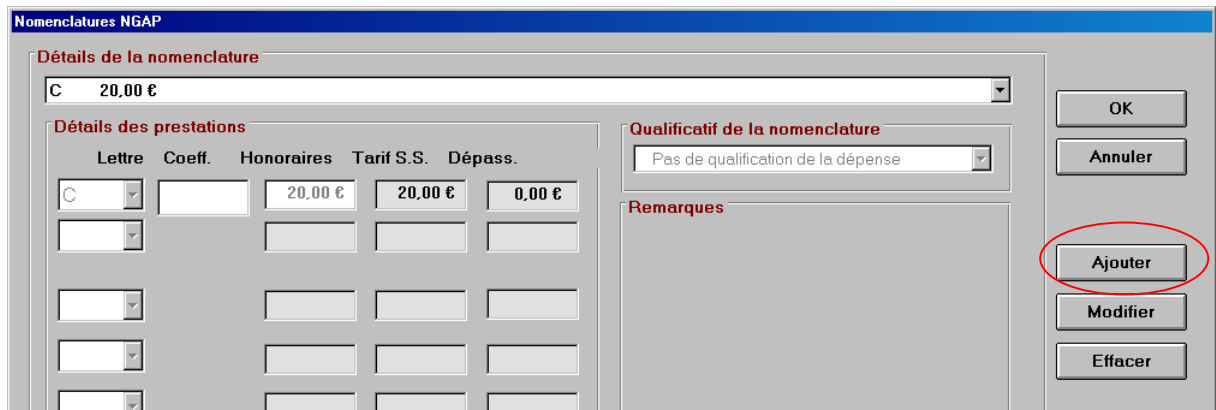 Nomenclatures NGAP
Détails de la nomenclature
C 20,00 €
Détails des prestations
Lettre Coeff. Honoraires Tarif S.S. Dépass.
C 20,00 € 20,00 € 0,00 €
Qualificatif de la nomenclature
Pas de qualification de la dépense
Remarques
OK
Annuler
Ajouter
Modifier
Effacer